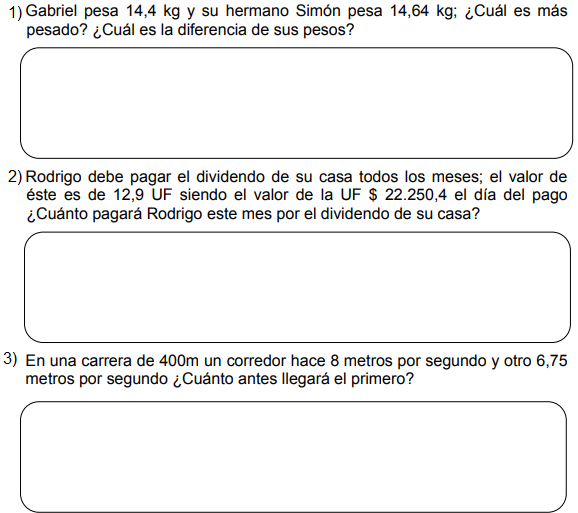 1) Gabriel pesa 14,4 kg y su hermano Simón pesa 14,64 kg; ¿Cuál es más
pesado? ¿Cuál es la diferencia de sus pesos?
2) Rodrigo debe pagar el dividendo de su casa todos los meses; el valor de
éste es de 12,9 UF siendo el valor de la UF $ 22.250,4 el día del pago
¿Cuánto pagará Rodrigo este mes por el dividendo de su casa?
3) En una carrera de 400m un corredor hace 8 metros por segundo y otro 6,75
metros por segundo ¿Cuánto antes llegará el primero?